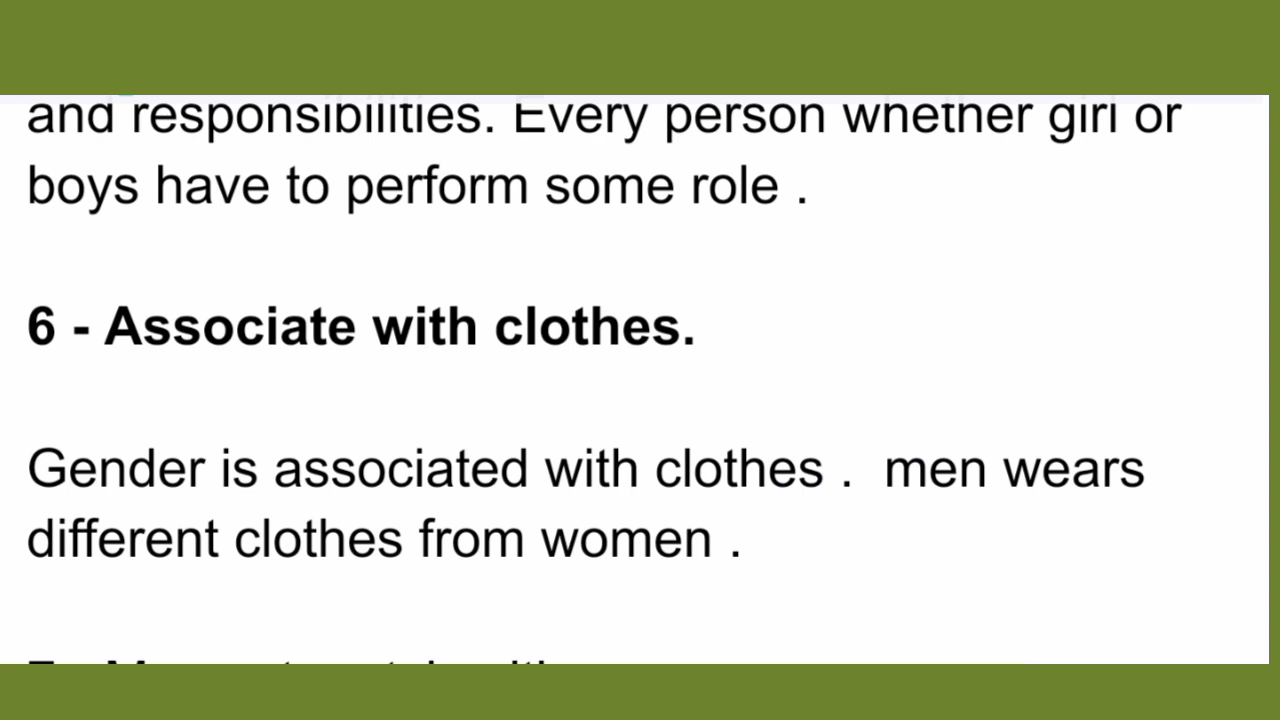 and responsibilities. Every person whether girl or
boys have to perform some role .
6 - Associate with clothes.
Gender is associated with clothes .  men wears
different clothes from women .